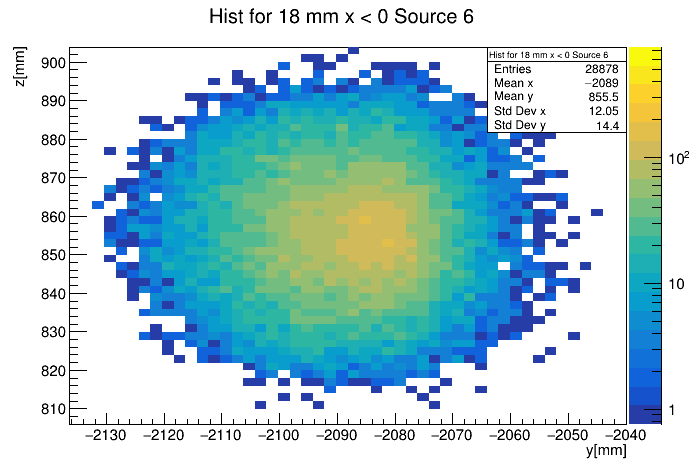 Hist for 18 mm x < 0 Source 6
z[mm]
900
890
880
870
860
850
840
830
820
810
Hist for 18 mm x < 0 Source 6
Entries 28878
Mean x −2089
Mean y 855.5
Std Dev x 12.05
Std Dev y 14.4
10²
10
1
−2130 −2120 −2110 −2100 −2090 −2080 −2070 −2060 −2050 −2040
y[mm]